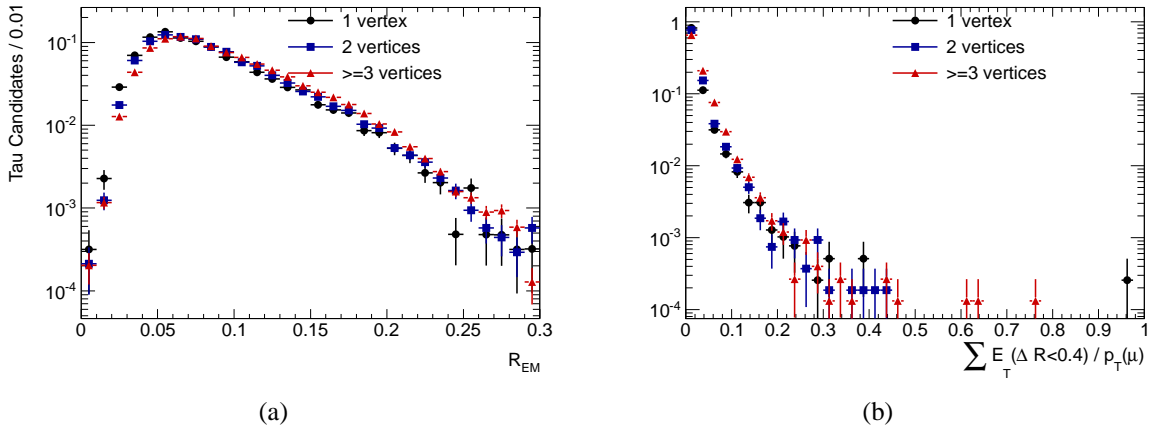 Tau Candidates / 0.01
10⁻¹
10⁻²
10⁻³
10⁻⁴
1 vertex
2 vertices
>=3 vertices
0 0.05 0.1 0.15 0.2 0.25 0.3
R_EM
(a)
1
10⁻¹
10⁻²
10⁻³
10⁻⁴
1 vertex
2 vertices
>=3 vertices
0 0.1 0.2 0.3 0.4 0.5 0.6 0.7 0.8 0.9 1
∑ E_T(Δ R<0.4) / p_T(μ)
(b)